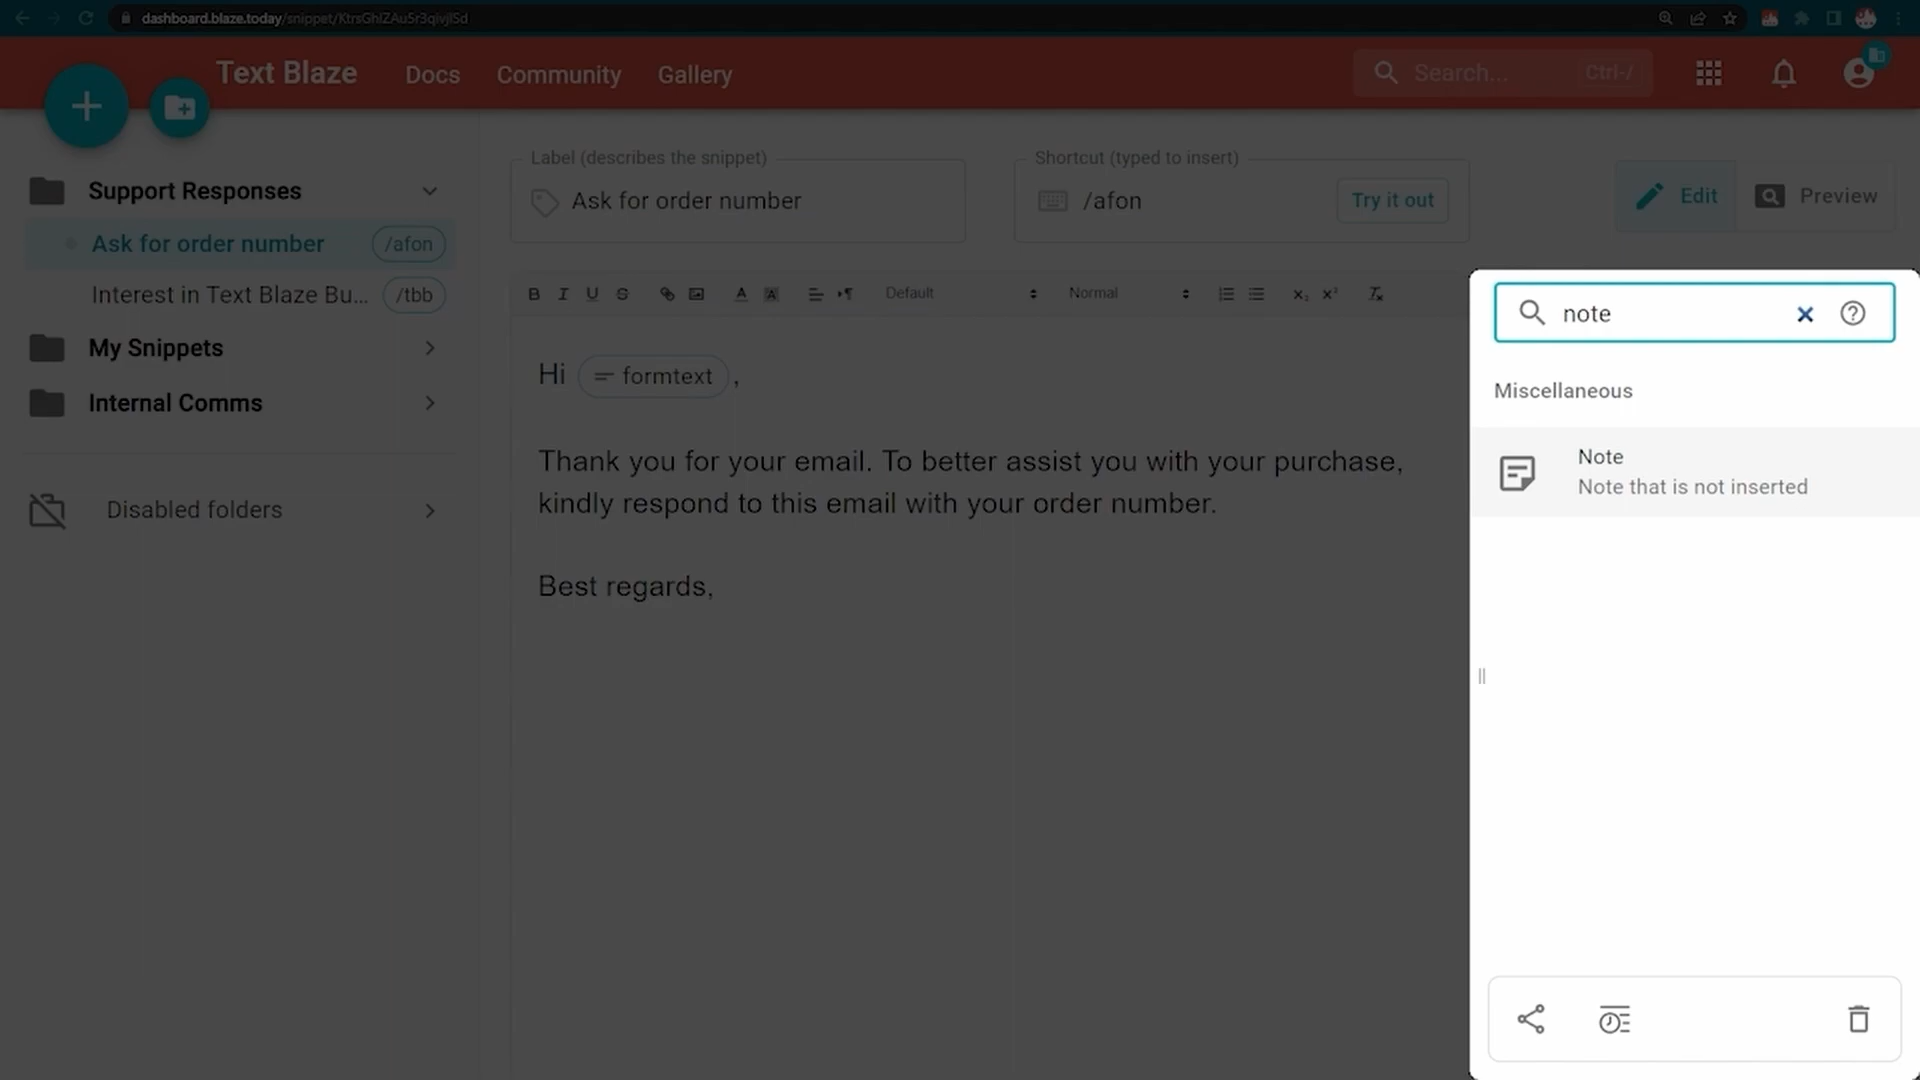 dashboard.blaze.today/snippet/KtrsGhlZAu5r3qivjlSd
Text Blaze
Docs
Community
Gallery
Search...
Ctrl-/
Support Responses
Ask for order number
/afon
Interest in Text Blaze Bu...
/tbb
My Snippets
Internal Comms
Disabled folders
Label (describes the snippet)
Ask for order number
Shortcut (typed to insert)
/afon
Try it out
Edit
Preview
B I U S
A A
Default
Normal
Hi formtext ,
Thank you for your email. To better assist you with your purchase,
kindly respond to this email with your order number.
Best regards,
note
Miscellaneous
Note
Note that is not inserted